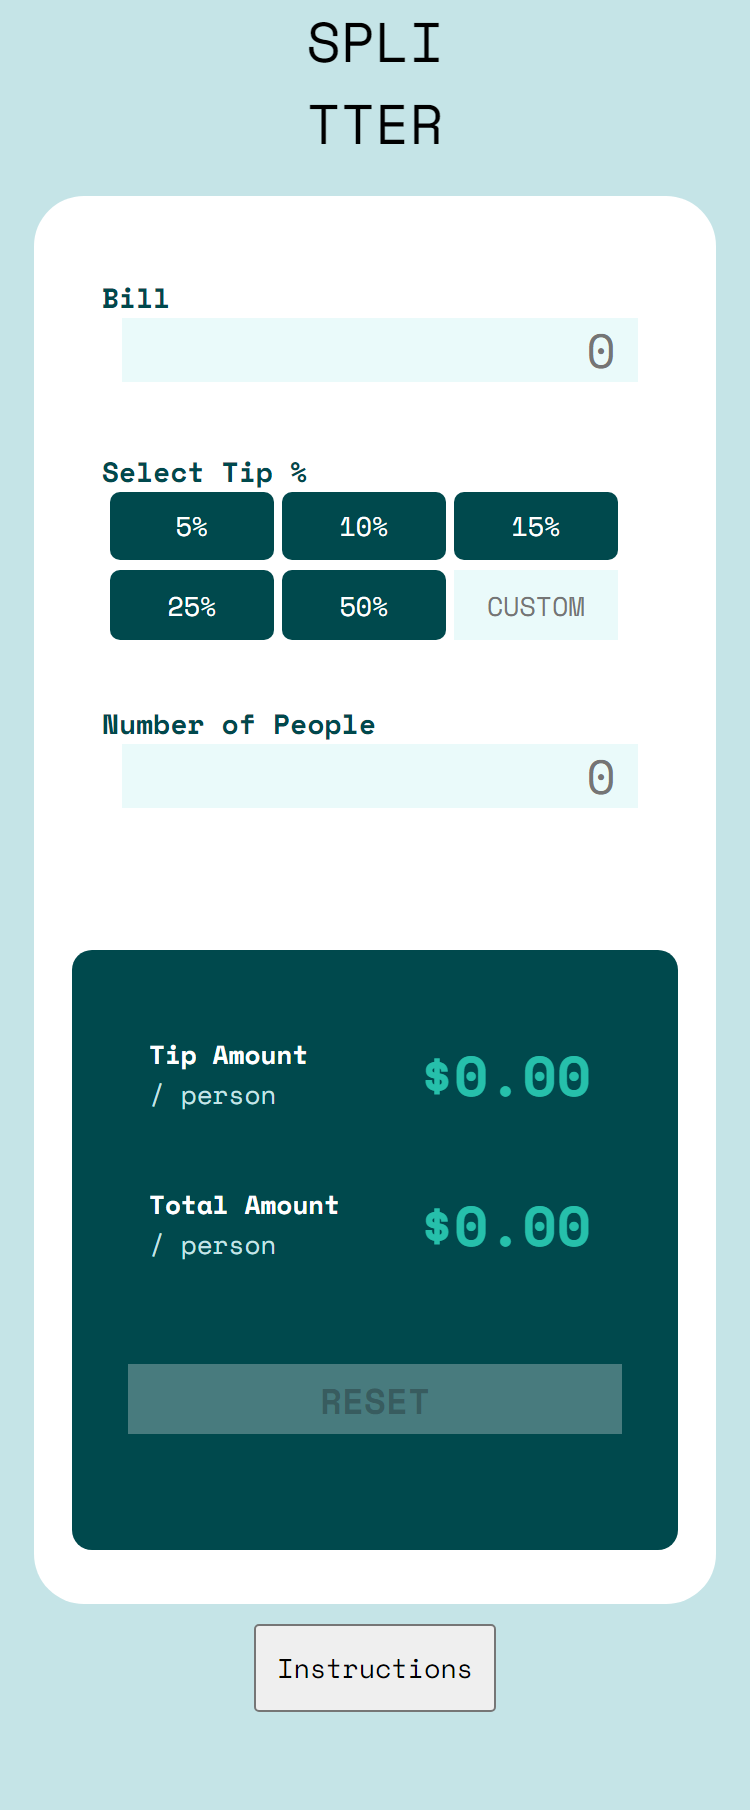 SPLI
TTER
Bill
0
Select Tip %
5% 10% 15%
25% 50% CUSTOM
Number of People
0
Tip Amount
/ person
$0.00
Total Amount
/ person
$0.00
RESET
Instructions